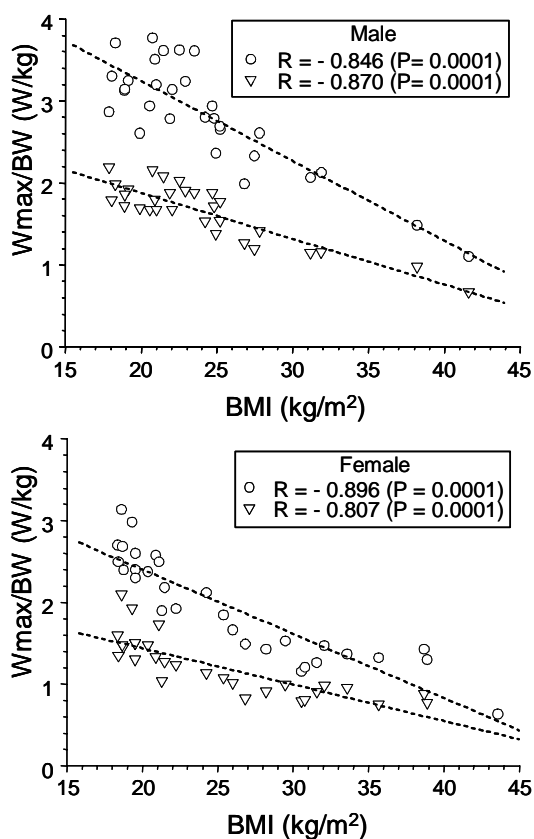 Male
○ R = - 0.846 (P= 0.0001)
▽ R = - 0.870 (P= 0.0001)
Wmax/BW (W/kg)
4
3
2
1
0
15 20 25 30 35 40 45
BMI (kg/m²)
Female
○ R = - 0.896 (P = 0.0001)
▽ R = - 0.807 (P = 0.0001)
Wmax/BW (W/kg)
4
3
2
1
0
15 20 25 30 35 40 45
BMI (kg/m²)